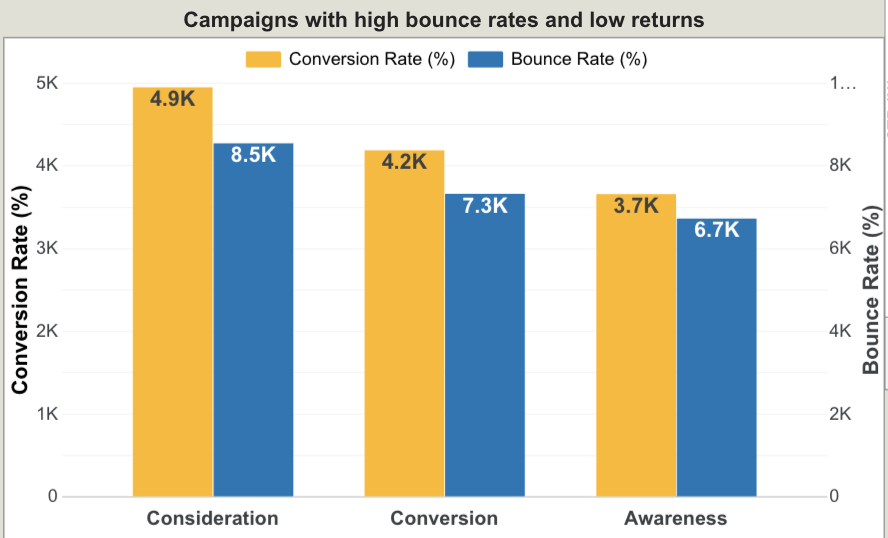 Campaigns with high bounce rates and low returns
Conversion Rate (%) Bounce Rate (%)
5K
4K
3K
2K
1K
0
Conversion Rate (%)
4.9K
8.5K
4.2K
7.3K
3.7K
6.7K
1…
8K
6K
4K
2K
0
Bounce Rate (%)
Consideration Conversion Awareness